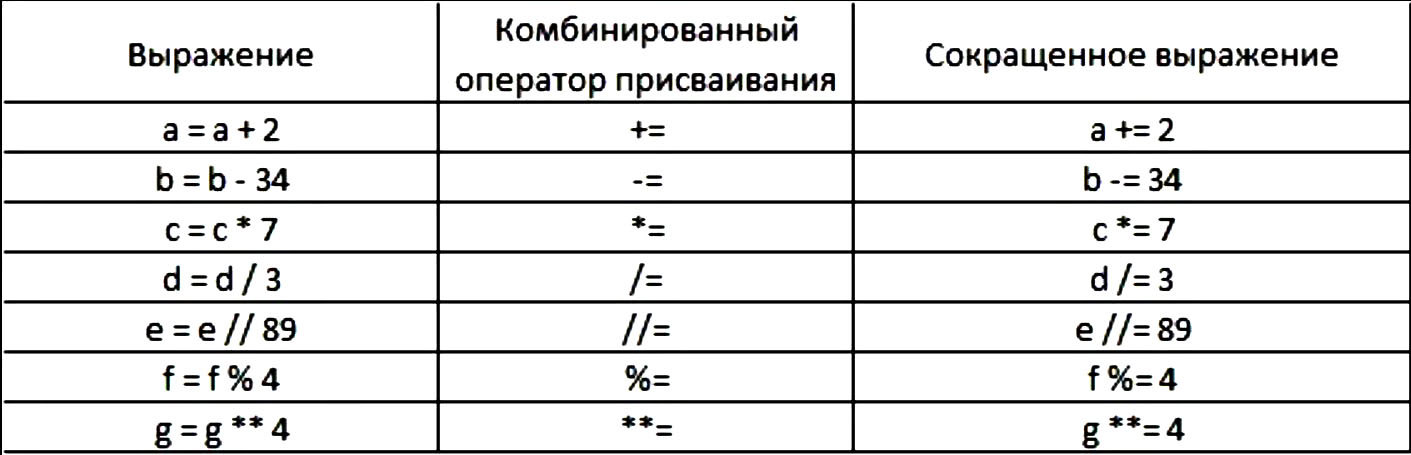 Выражение Комбинированный оператор присваивания Сокращенное выражение
a = a + 2 += a += 2
b = b - 34 -= b -= 34
c = c * 7 *= c *= 7
d = d / 3 /= d /= 3
e = e // 89 //= e //= 89
f = f % 4 %= f %= 4
g = g ** 4 **= g **= 4